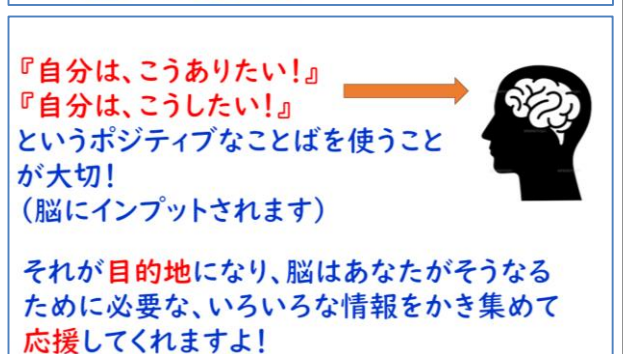 『自分は、こうありたい!』
『自分は、こうしたい!』
というポジティブなことばを使うこと
が大切!
(脳にインプットされます)
それが目的地になり、脳はあなたがそうなる
ために必要な、いろいろな情報をかき集めて
応援してくれますよ!